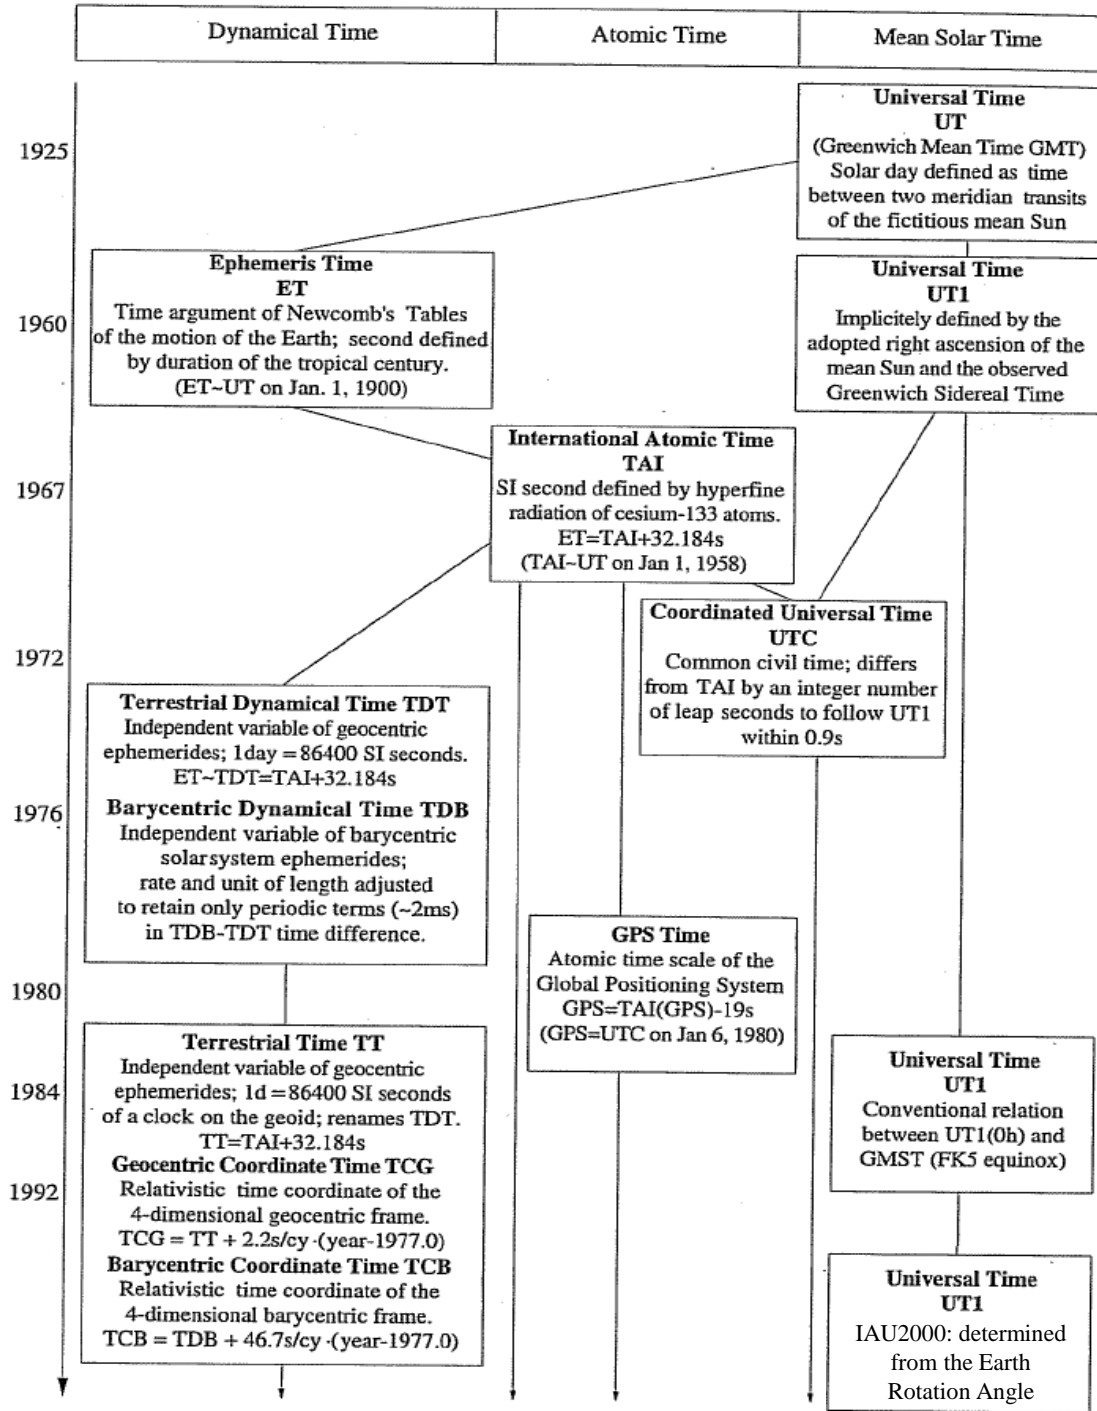 Dynamical Time
Atomic Time
Mean Solar Time
1925
1960
1967
1972
1976
1980
1984
1992
Universal Time
UT
(Greenwich Mean Time GMT)
Solar day defined as time
between two meridian transits
of the fictitious mean Sun
Ephemeris Time
ET
Time argument of Newcomb's Tables
of the motion of the Earth; second defined
by duration of the tropical century.
(ET~UT on Jan. 1, 1900)
Universal Time
UT1
Implicitely defined by the
adopted right ascension of the
mean Sun and the observed
Greenwich Sidereal Time
International Atomic Time
TAI
SI second defined by hyperfine
radiation of cesium-133 atoms.
ET=TAI+32.184s
(TAI~UT on Jan 1, 1958)
Coordinated Universal Time
UTC
Common civil time; differs
from TAI by an integer number
of leap seconds to follow UT1
within 0.9s
Terrestrial Dynamical Time TDT
Independent variable of geocentric
ephemerides; 1day = 86400 SI seconds.
ET~TDT=TAI+32.184s
Barycentric Dynamical Time TDB
Independent variable of barycentric
solarsystem ephemerides;
rate and unit of length adjusted
to retain only periodic terms (~2ms)
in TDB-TDT time difference.
GPS Time
Atomic time scale of the
Global Positioning System
GPS=TAI(GPS)-19s
(GPS=UTC on Jan 6, 1980)
Terrestrial Time TT
Independent variable of geocentric
ephemerides; 1d = 86400 SI seconds
of a clock on the geoid; renames TDT.
TT=TAI+32.184s
Geocentric Coordinate Time TCG
Relativistic time coordinate of the
4-dimensional geocentric frame.
TCG = TT + 2.2s/cy·(year-1977.0)
Barycentric Coordinate Time TCB
Relativistic time coordinate of the
4-dimensional barycentric frame.
TCB = TDB + 46.7s/cy·(year-1977.0)
Universal Time
UT1
Conventional relation
between UT1(0h) and
GMST (FK5 equinox)
Universal Time
UT1
IAU2000: determined
from the Earth
Rotation Angle